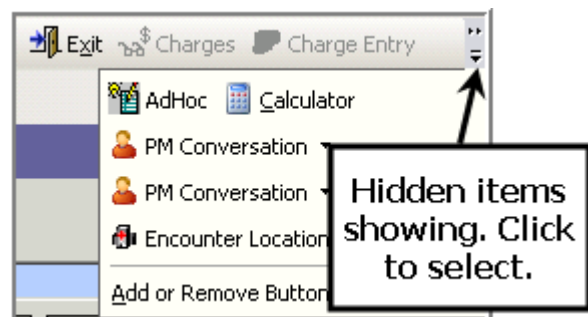 Exit Charges Charge Entry
AdHoc Calculator
PM Conversation
PM Conversation
Encounter Location
Add or Remove Button
Hidden items
showing. Click
to select.